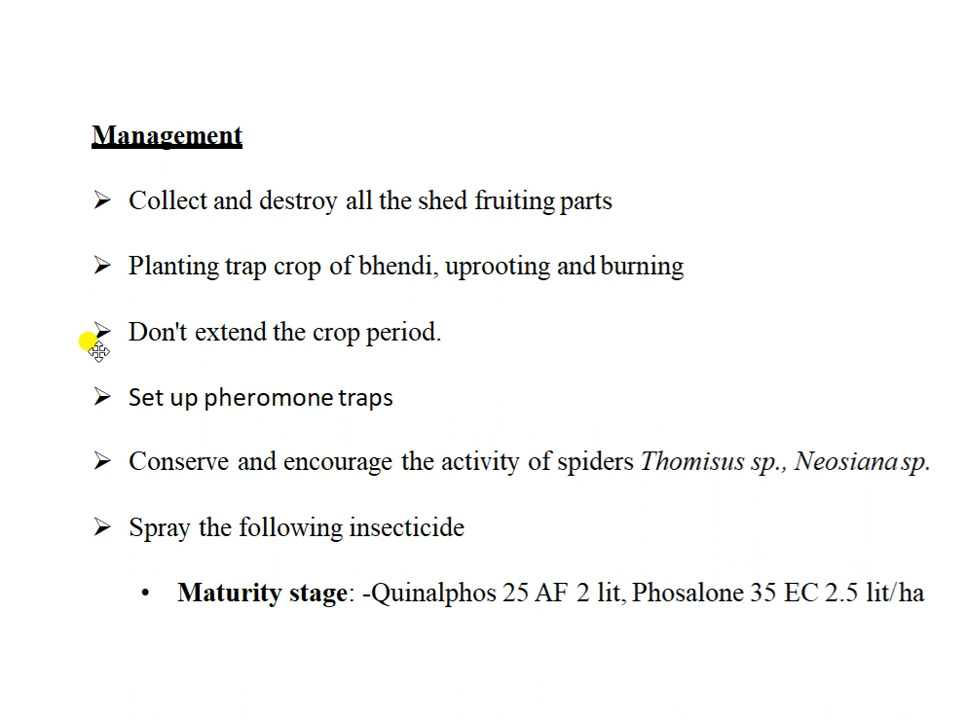 Management
➢ Collect and destroy all the shed fruiting parts
➢ Planting trap crop of bhendi, uprooting and burning
➢ Don't extend the crop period.
➢ Set up pheromone traps
➢ Conserve and encourage the activity of spiders Thomisus sp., Neosiana sp.
➢ Spray the following insecticide
• Maturity stage: -Quinalphos 25 AF 2 lit, Phosalone 35 EC 2.5 lit/ha